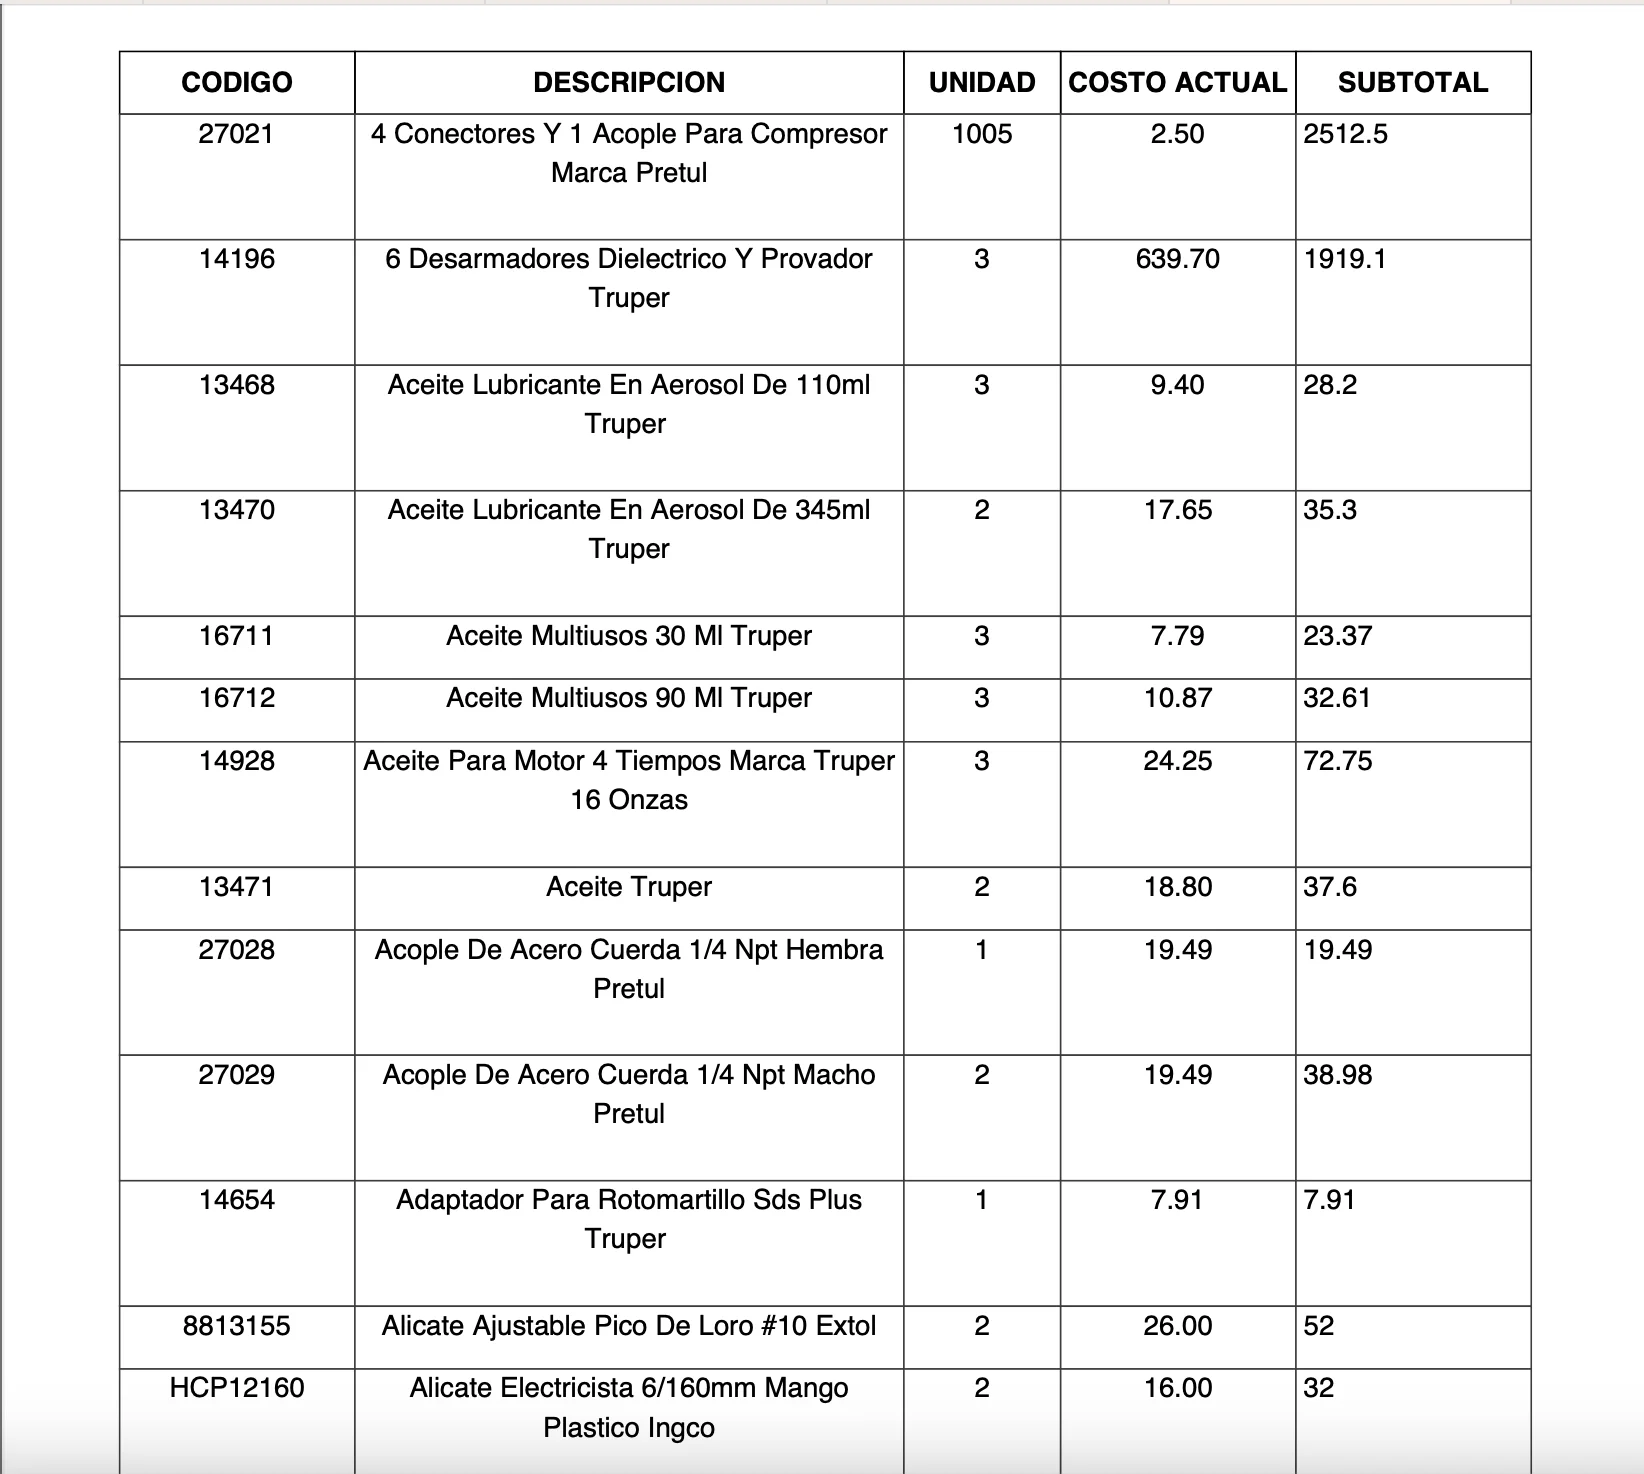 CODIGO DESCRIPCION UNIDAD COSTO ACTUAL SUBTOTAL
27021 4 Conectores Y 1 Acople Para Compresor 1005 2.50 2512.5
Marca Pretul
14196 6 Desarmadores Dielectrico Y Provador 3 639.70 1919.1
Truper
13468 Aceite Lubricante En Aerosol De 110ml 3 9.40 28.2
Truper
13470 Aceite Lubricante En Aerosol De 345ml 2 17.65 35.3
Truper
16711 Aceite Multiusos 30 Ml Truper 3 7.79 23.37
16712 Aceite Multiusos 90 Ml Truper 3 10.87 32.61
14928 Aceite Para Motor 4 Tiempos Marca Truper 3 24.25 72.75
16 Onzas
13471 Aceite Truper 2 18.80 37.6
27028 Acople De Acero Cuerda 1/4 Npt Hembra 1 19.49 19.49
Pretul
27029 Acople De Acero Cuerda 1/4 Npt Macho 2 19.49 38.98
Pretul
14654 Adaptador Para Rotomartillo Sds Plus 1 7.91 7.91
Truper
8813155 Alicate Ajustable Pico De Loro #10 Extol 2 26.00 52
HCP12160 Alicate Electricista 6/160mm Mango 2 16.00 32
Plastico Ingco